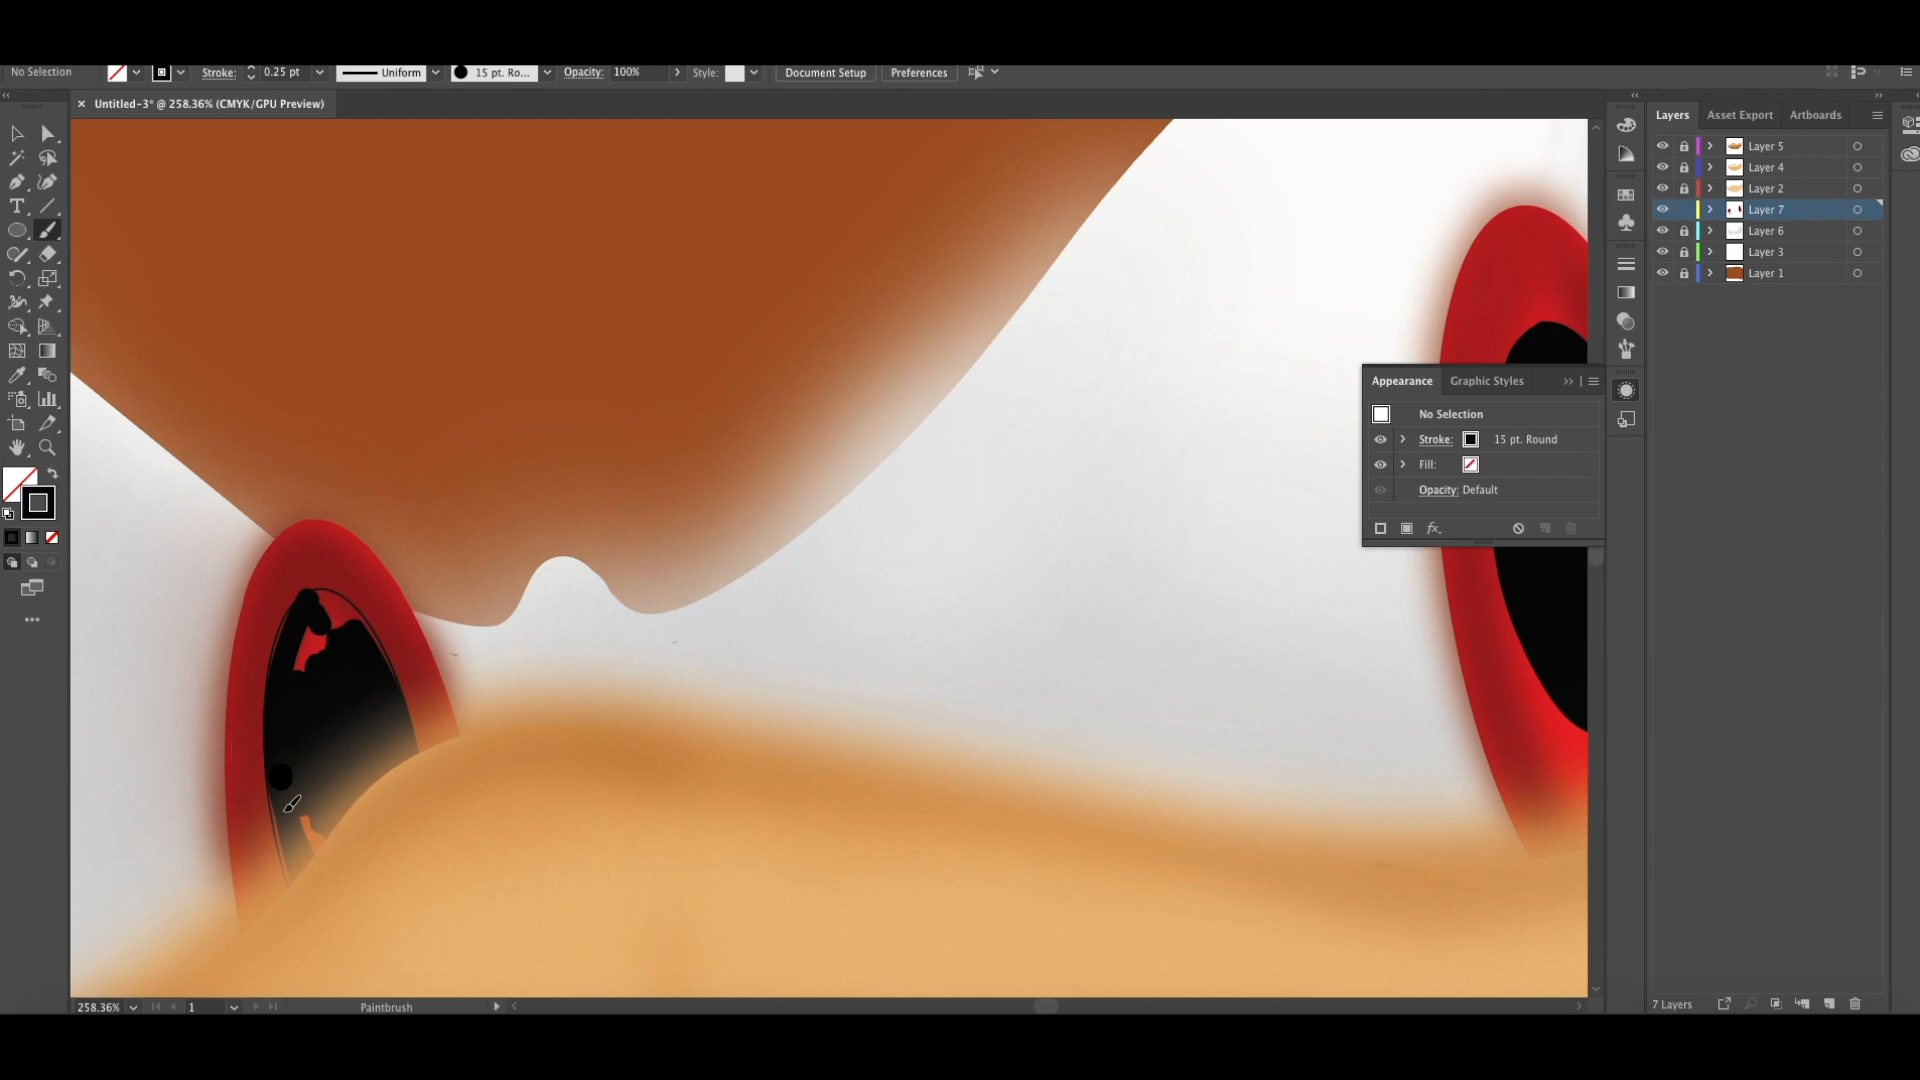 No Selection Stroke: 0.25 pt Uniform 15 pt. Ro... Opacity: 100% Style: Document Setup Preferences
Untitled-3* @ 258.36% (CMYK/GPU Preview)
Layers Asset Export Artboards
Layer 5
Layer 4
Layer 2
Layer 7
Layer 6
Layer 3
Layer 1
Appearance Graphic Styles
No Selection
Stroke: 15 pt. Round
Fill:
Opacity: Default
fx.
258.36% 1 Paintbrush
7 Layers